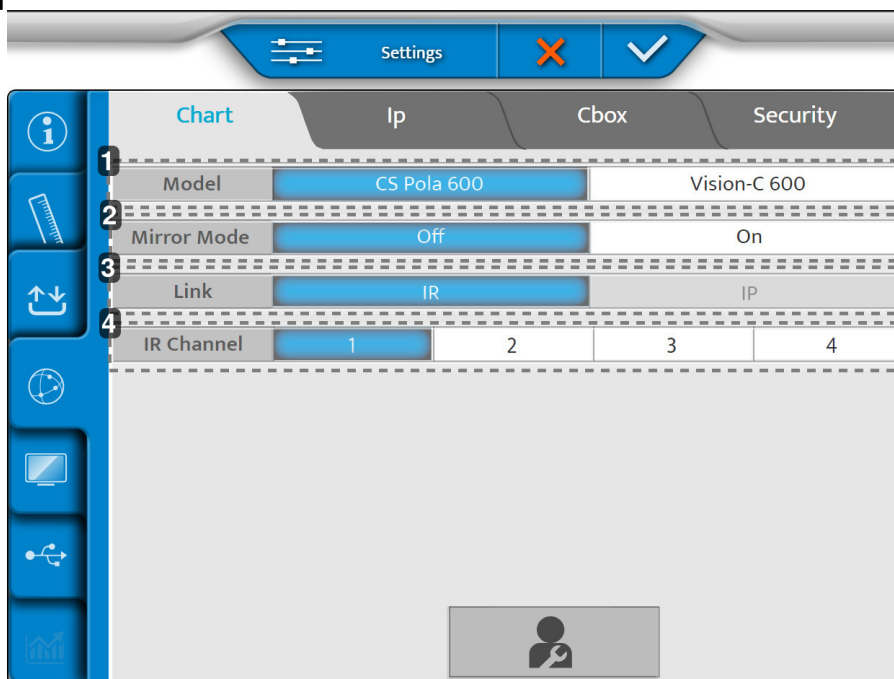 Settings
Chart Ip Cbox Security
1
Model CS Pola 600 Vision-C 600
2
Mirror Mode Off On
3
Link IR IP
4
IR Channel 1 2 3 4